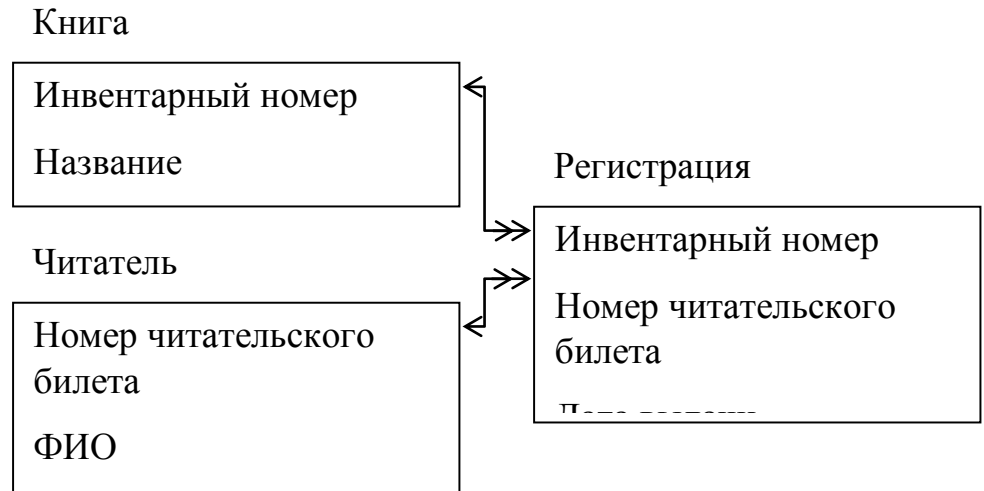 Книга
Инвентарный номер
Название
Читатель
Номер читательского
билета
ФИО
Регистрация
Инвентарный номер
Номер читательского
билета